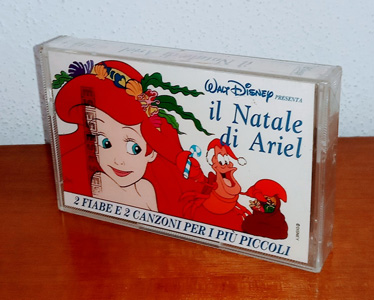 WALT DISNEY PRESENTA
il Natale
di Ariel
2 FIABE E 2 CANZONI PER I PIÙ PICCOLI